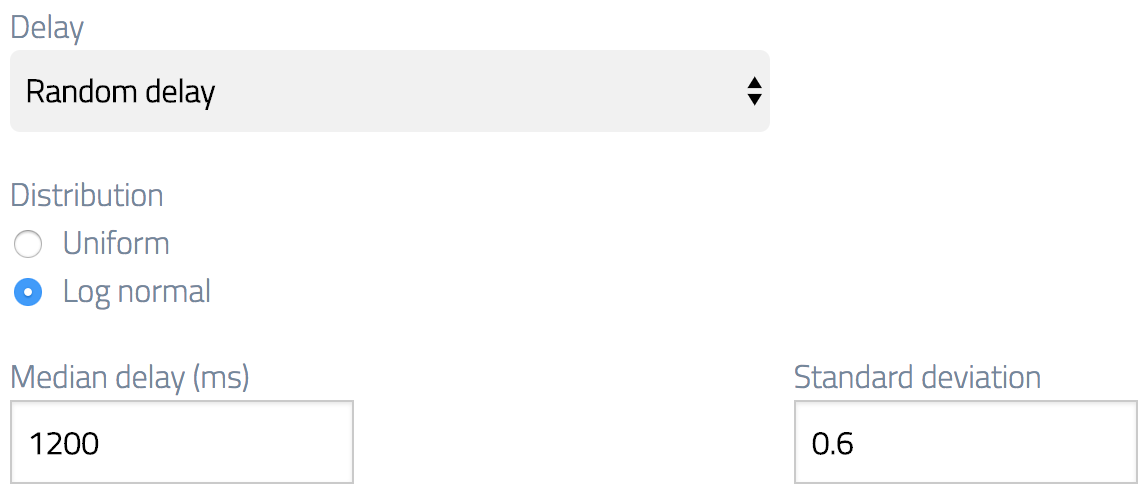 Delay
Random delay
Distribution
Uniform
Log normal
Median delay (ms)
Standard deviation
1200
0.6